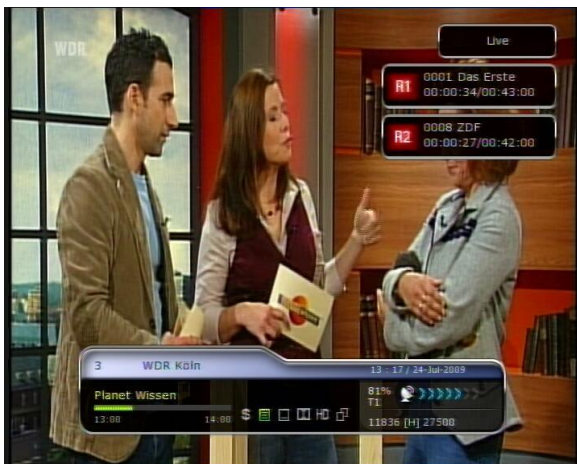 WDR
Live
R1 0001 Das Erste
00:00:34/00:43:00
R2 0008 ZDF
00:00:27/00:42:00
3 WDR Köln
13 : 17 / 24-Jul-2009
Planet Wissen
13:00 14:00
$ HD
81%
T1
11836 [H] 27500